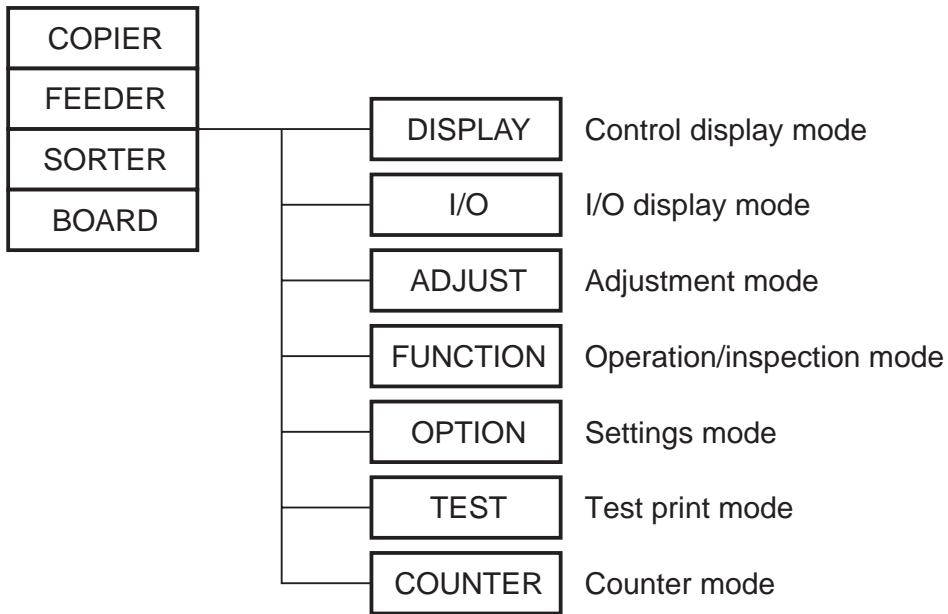 COPIER
FEEDER
SORTER
BOARD
DISPLAY Control display mode
I/O I/O display mode
ADJUST Adjustment mode
FUNCTION Operation/inspection mode
OPTION Settings mode
TEST Test print mode
COUNTER Counter mode